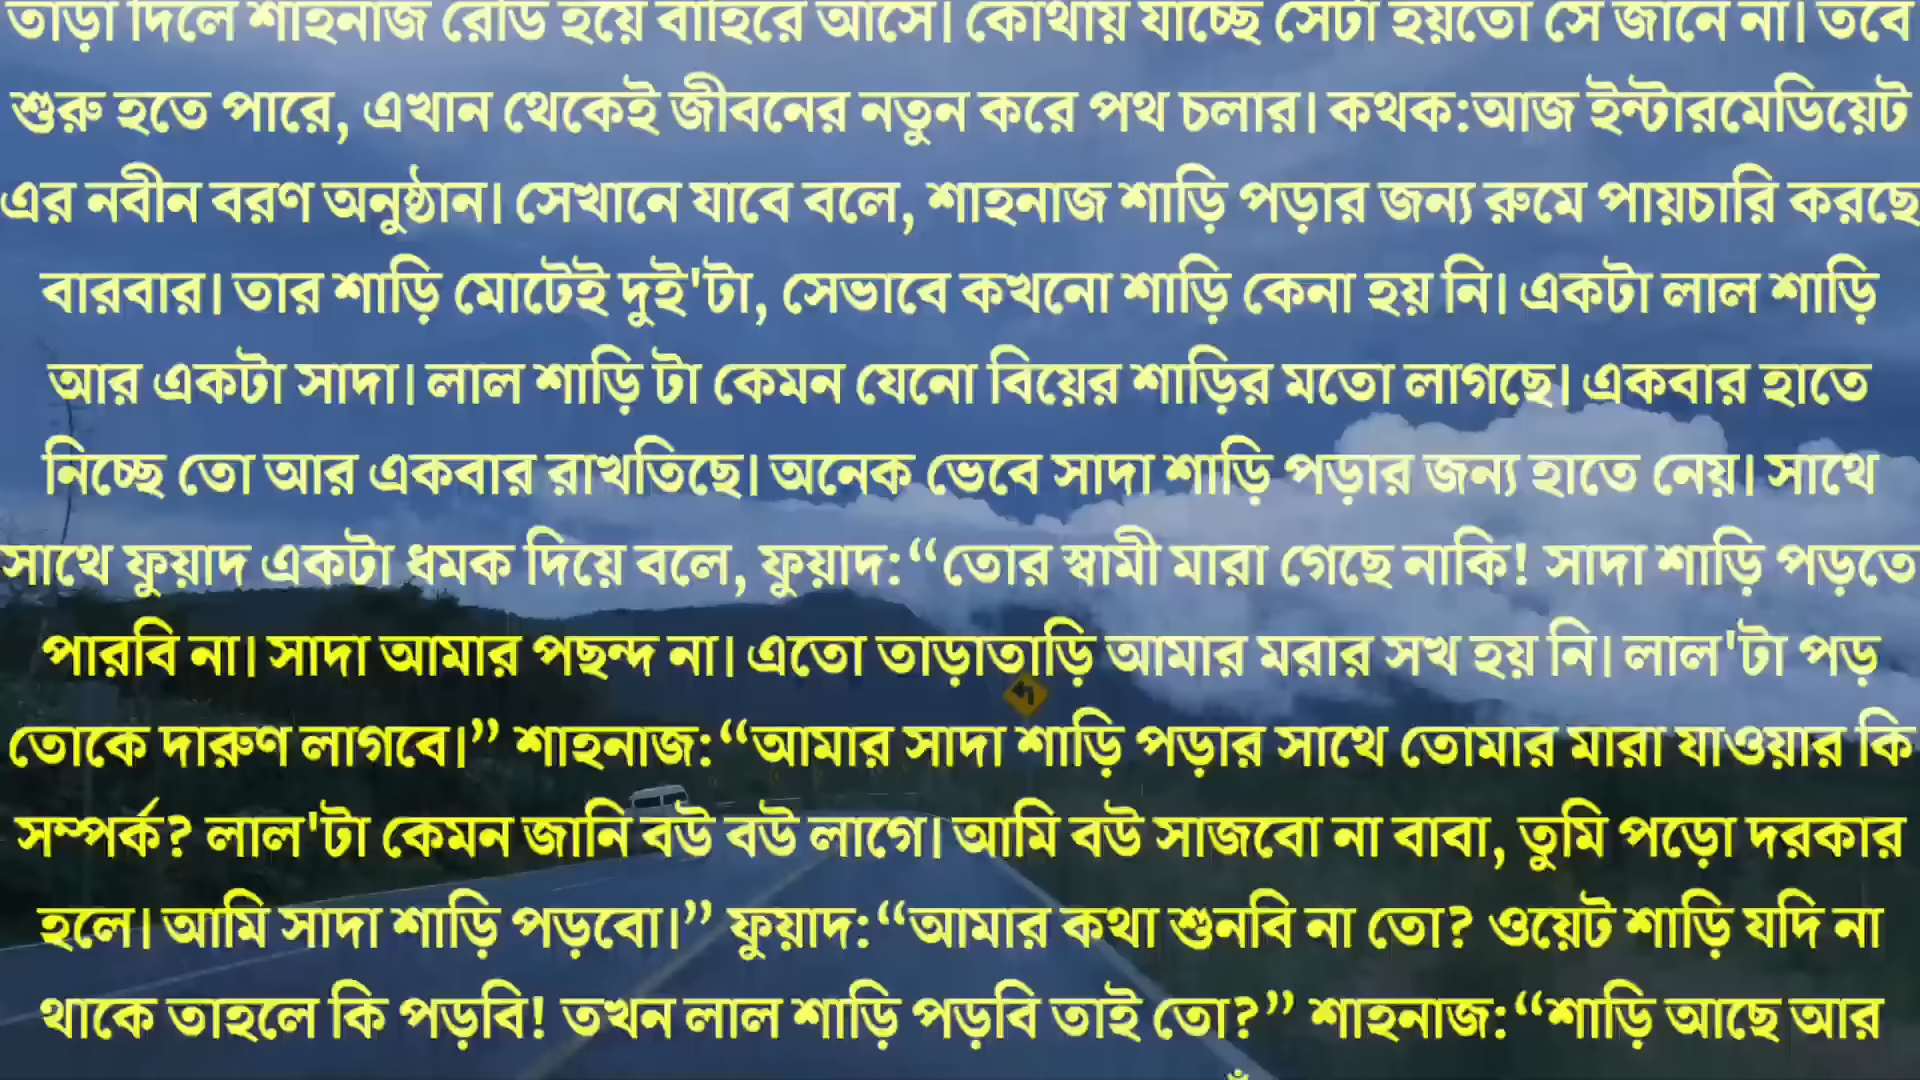 তাড়া দিলে শাহনাজ রেডি হয়ে বাহিরে আসে। কোথায় যাচ্ছে সেটা হয়তো সে জানে না। তবে
শুরু হতে পারে, এখান থেকেই জীবনের নতুন করে পথ চলার। কথক:আজ ইন্টারমেডিয়েট
এর নবীন বরণ অনুষ্ঠান। সেখানে যাবে বলে, শাহনাজ শাড়ি পড়ার জন্য রুমে পায়চারি করছে
বারবার। তার শাড়ি মোটেই দুই'টা, সেভাবে কখনো শাড়ি কেনা হয় নি। একটা লাল শাড়ি
আর একটা সাদা। লাল শাড়ি টা কেমন যেনো বিয়ের শাড়ির মতো লাগছে। একবার হাতে
নিচ্ছে তো আর একবার রাখতিছে। অনেক ভেবে সাদা শাড়ি পড়ার জন্য হাতে নেয়। সাথে
সাথে ফুয়াদ একটা ধমক দিয়ে বলে, ফুয়াদ:“তোর স্বামী মারা গেছে নাকি! সাদা শাড়ি পড়তে
পারবি না। সাদা আমার পছন্দ না। এতো তাড়াতাড়ি আমার মরার সখ হয় নি। লাল'টা পড়
তোকে দারুণ লাগবে।” শাহনাজ:“আমার সাদা শাড়ি পড়ার সাথে তোমার মারা যাওয়ার কি
সম্পর্ক? লাল'টা কেমন জানি বউ বউ লাগে। আমি বউ সাজবো না বাবা, তুমি পড়ো দরকার
হলে। আমি সাদা শাড়ি পড়বো।” ফুয়াদ:“আমার কথা শুনবি না তো? ওয়েট শাড়ি যদি না
থাকে তাহলে কি পড়বি! তখন লাল শাড়ি পড়বি তাই তো?” শাহনাজ:“শাড়ি আছে আর